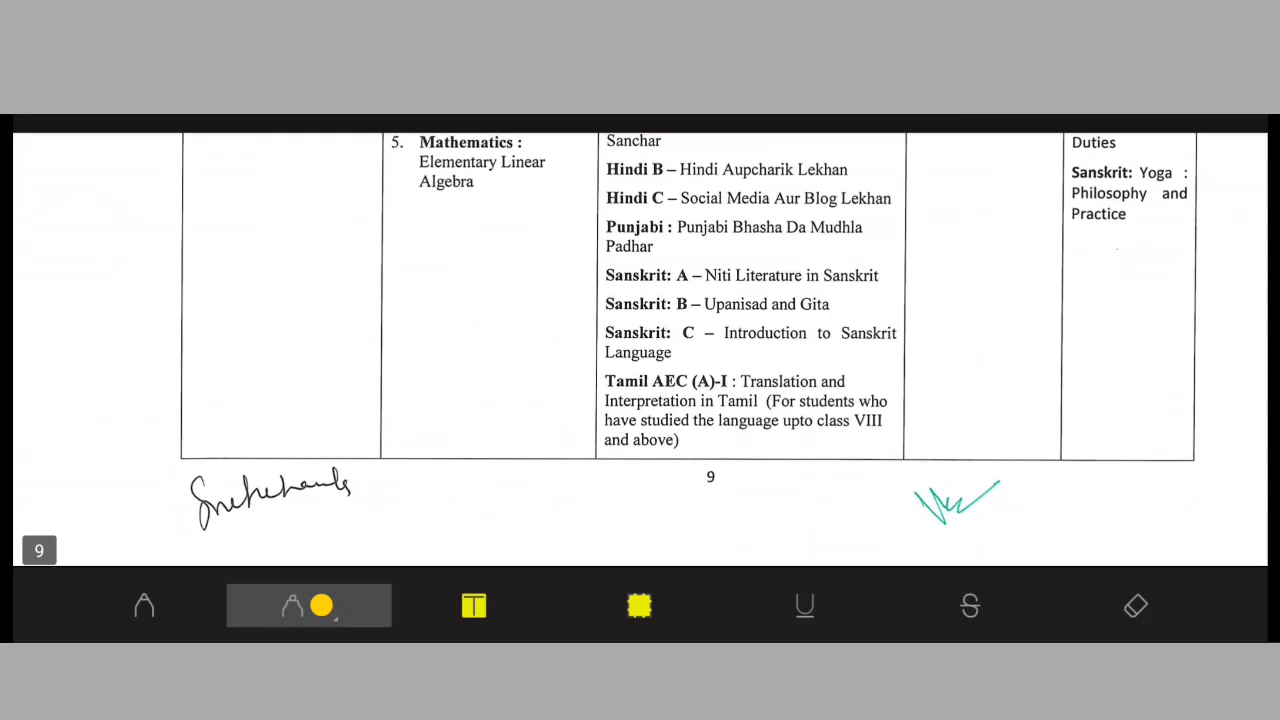 5. Mathematics :
Elementary Linear
Algebra
Sanchar
Hindi B – Hindi Aupcharik Lekhan
Hindi C – Social Media Aur Blog Lekhan
Punjabi : Punjabi Bhasha Da Mudhla
Padhar
Sanskrit: A – Niti Literature in Sanskrit
Sanskrit: B – Upanisad and Gita
Sanskrit: C – Introduction to Sanskrit
Language
Tamil AEC (A)-I : Translation and
Interpretation in Tamil (For students who
have studied the language upto class VIII
and above)
Duties
Sanskrit: Yoga :
Philosophy and
Practice
9
9
T
U
S